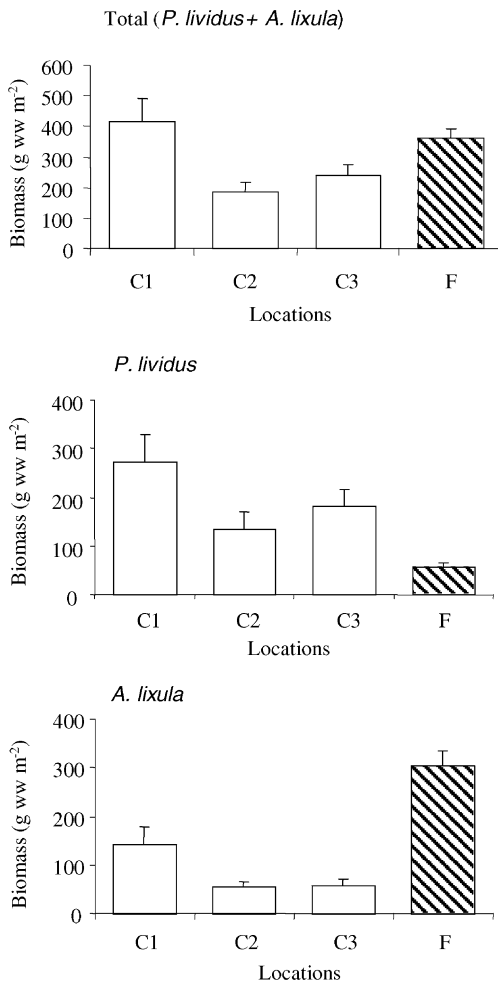 Total (P. lividus + A. lixula)
Biomass (g ww m-2)
600
500
400
300
200
100
0
C1 C2 C3 F
Locations
P. lividus
Biomass (g ww m-2)
400
300
200
100
0
C1 C2 C3 F
Locations
A. lixula
Biomass (g ww m-2)
400
300
200
100
0
C1 C2 C3 F
Locations